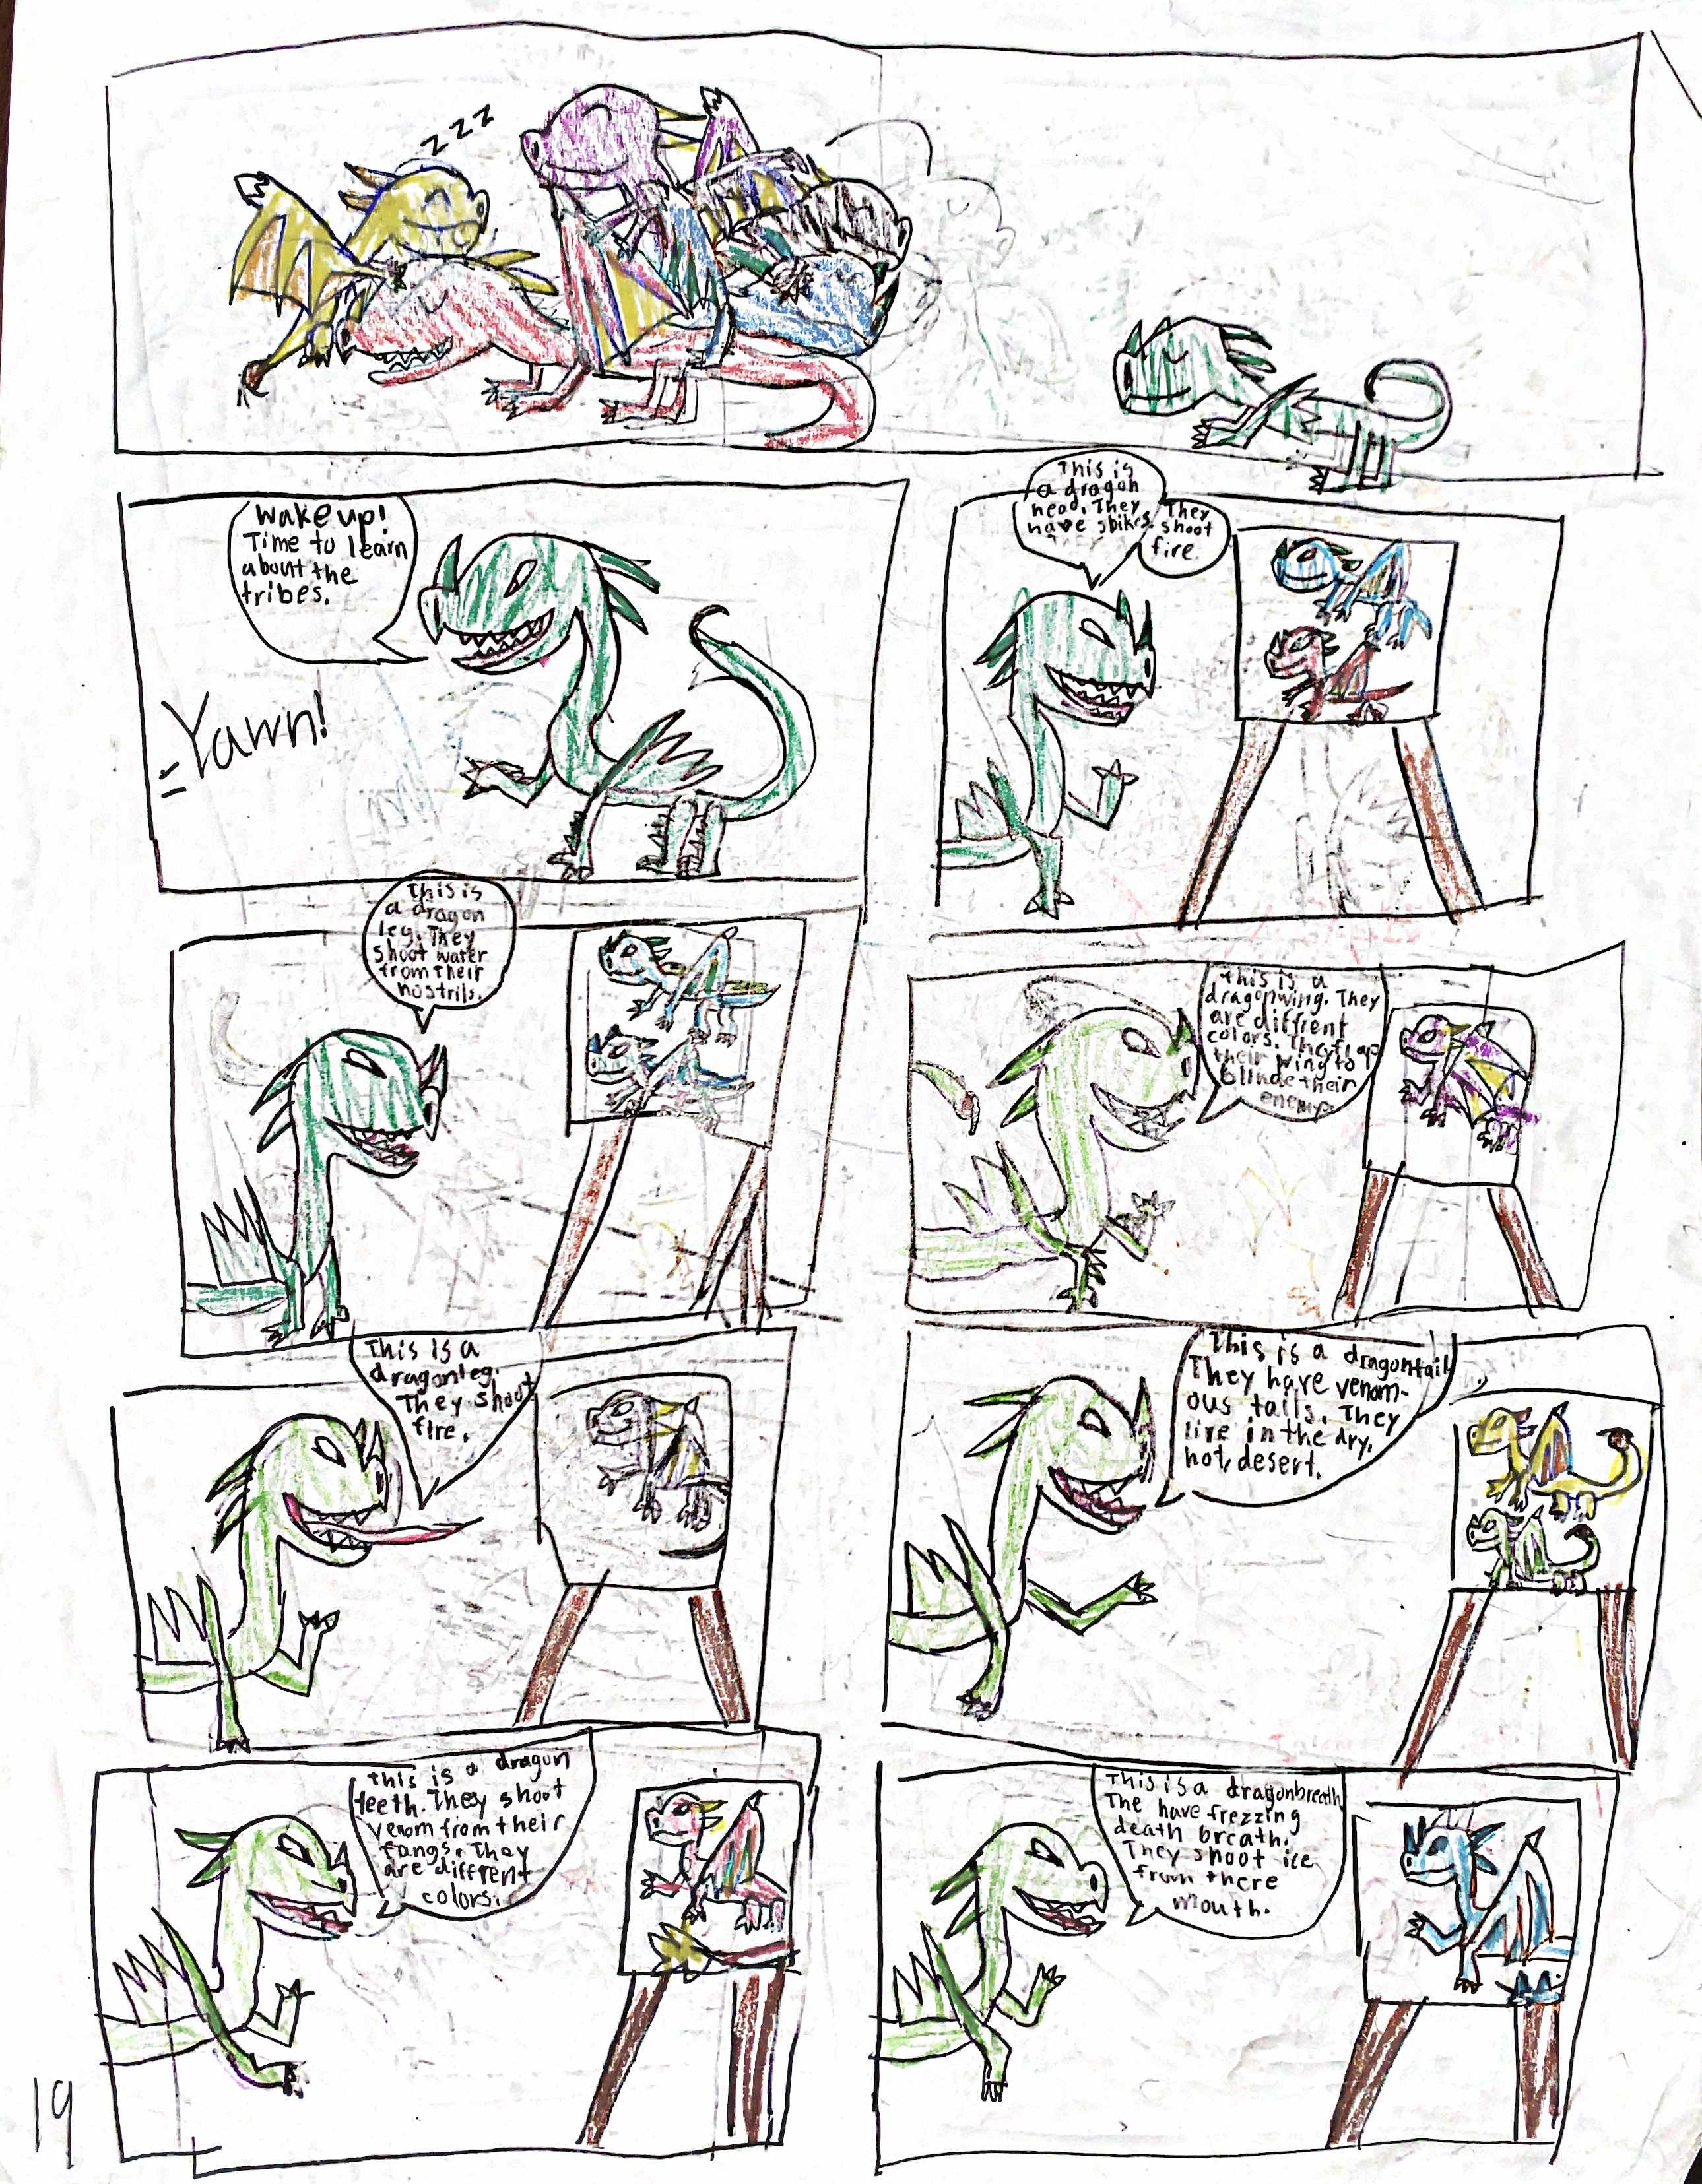 zzz
Wake up!
Time to learn
about the
tribes.
Yawn!
This is
a dragon
head. They
have spikes.
They
shoot
fire.
This is
a dragon
leg. They
shoot water
from their
nostrils.
this is a
dragonwing. They
are diffrent
colors. They flap
their wing to
blinde their
enemy.
This is a
dragonleg.
They shoot
fire.
This is a dragontail.
They have venom-
ous tails. They
live in the dry,
hot, desert.
this is a dragon
teeth. They shoot
venom from their
fangs. They
are diffrent
colors.
This is a dragonbreath.
The have frezzing
death breath.
They shoot ice
from there
mouth.
19